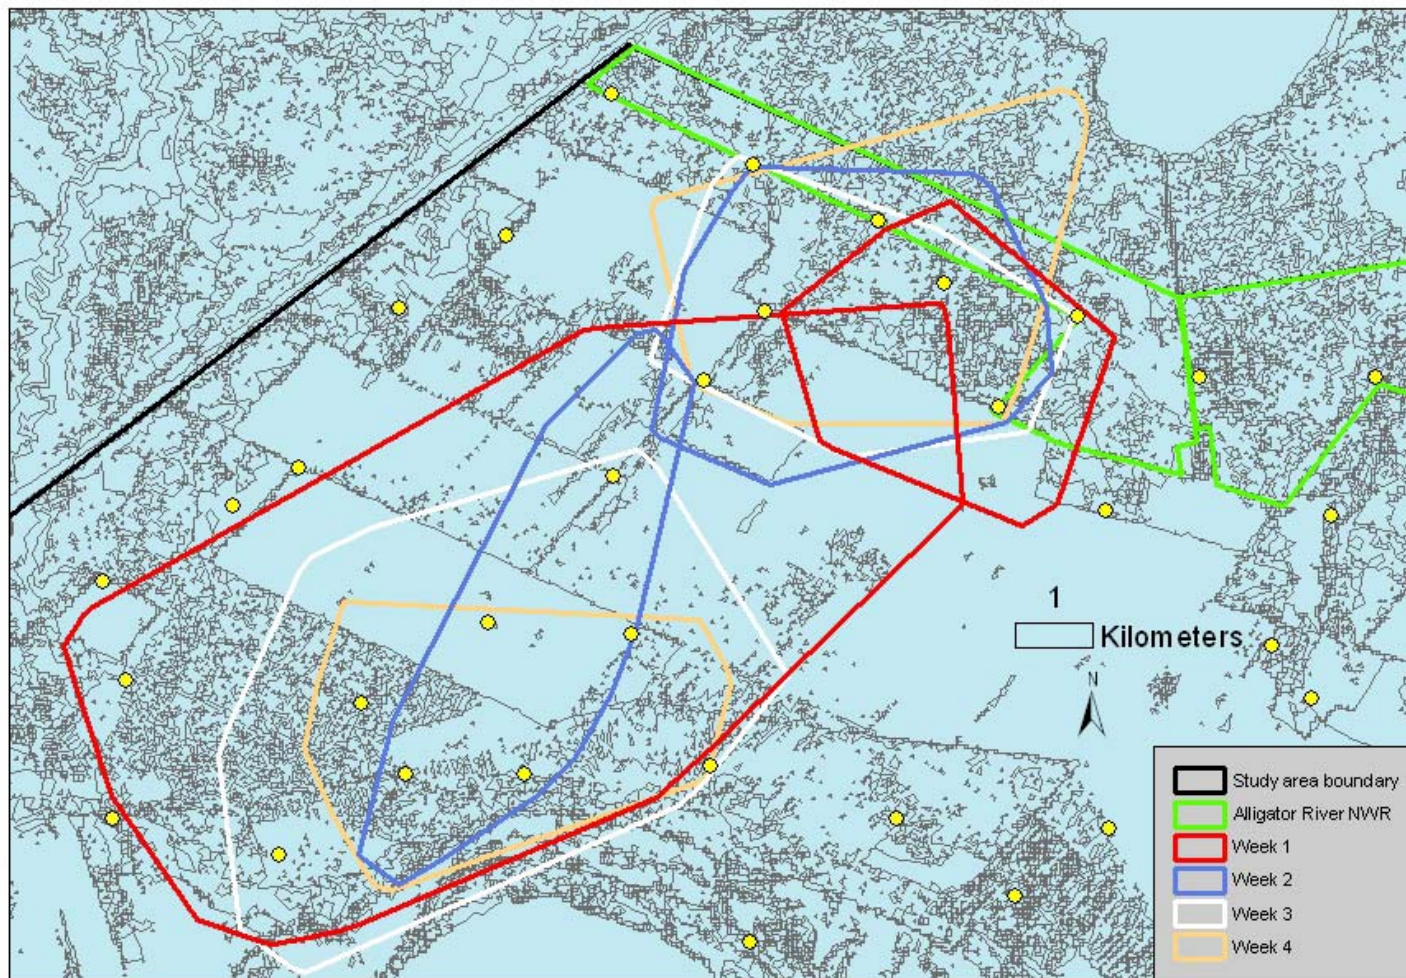 1
Kilometers
N
Study area boundary
Alligator River NWR
Week 1
Week 2
Week 3
Week 4